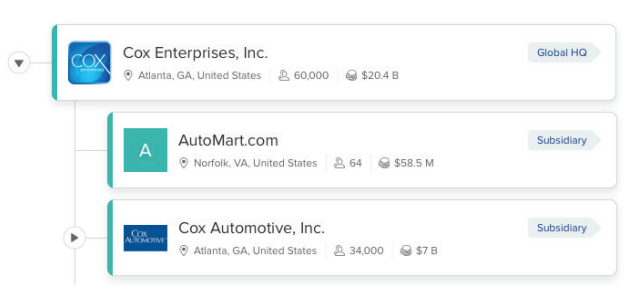 COX
ENTERPRISES
Cox Enterprises, Inc.
Global HQ
Atlanta, GA, United States 60,000 $20.4 B
A
AutoMart.com
Subsidiary
Norfolk, VA, United States 64 $58.5 M
COX
AUTOMOTIVE
Cox Automotive, Inc.
Subsidiary
Atlanta, GA, United States 34,000 $7 B